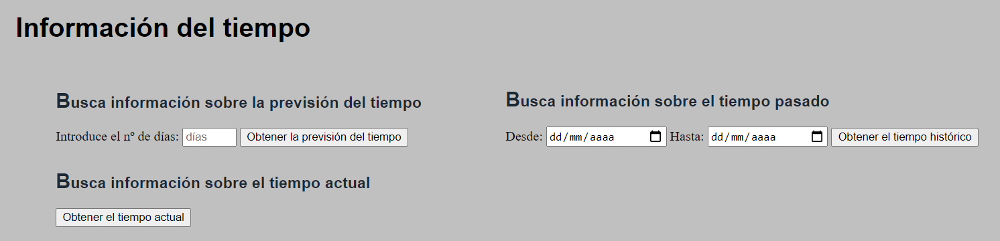 Información del tiempo
Busca información sobre la previsión del tiempo
Introduce el nº de días: días Obtener la previsión del tiempo
Busca información sobre el tiempo pasado
Desde: dd/mm/aaaa Hasta: dd/mm/aaaa Obtener el tiempo histórico
Busca información sobre el tiempo actual
Obtener el tiempo actual